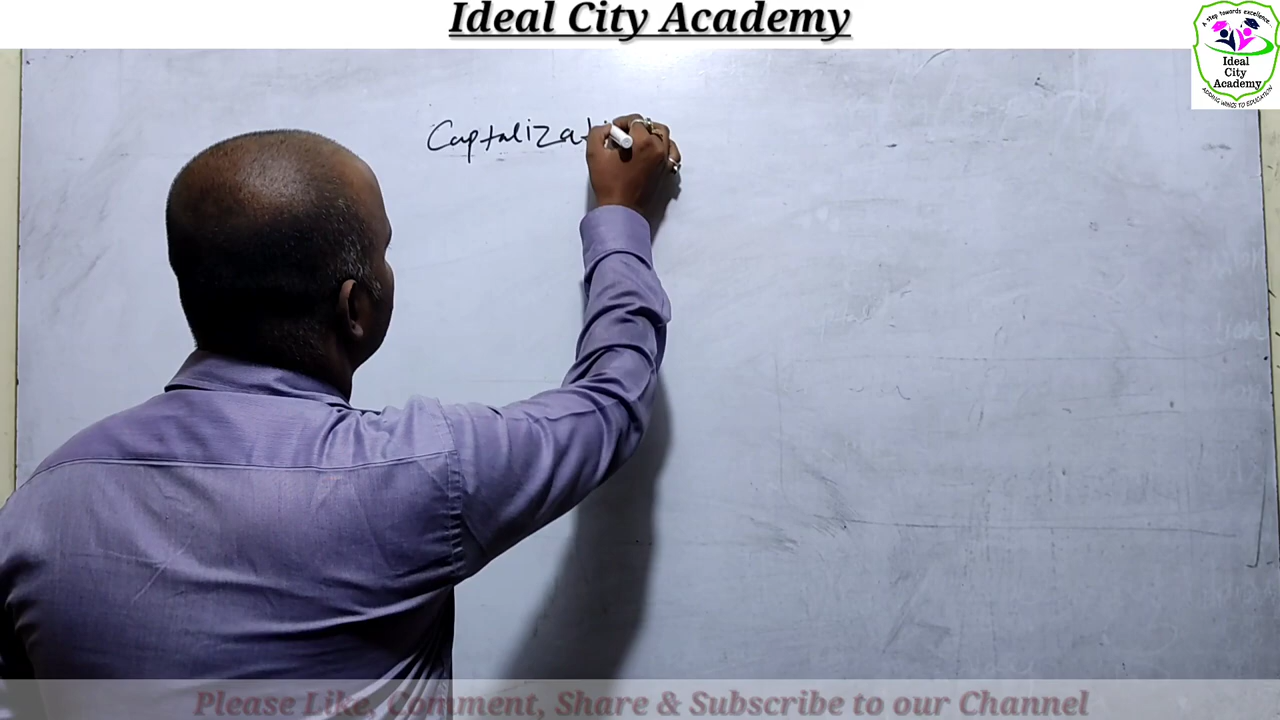 Ideal City Academy
A step towards excellence.
Ideal
City
Academy
ADDING WINGS TO EDUCATION
Captalizati
Please Like, Comment, Share & Subscribe to our Channel